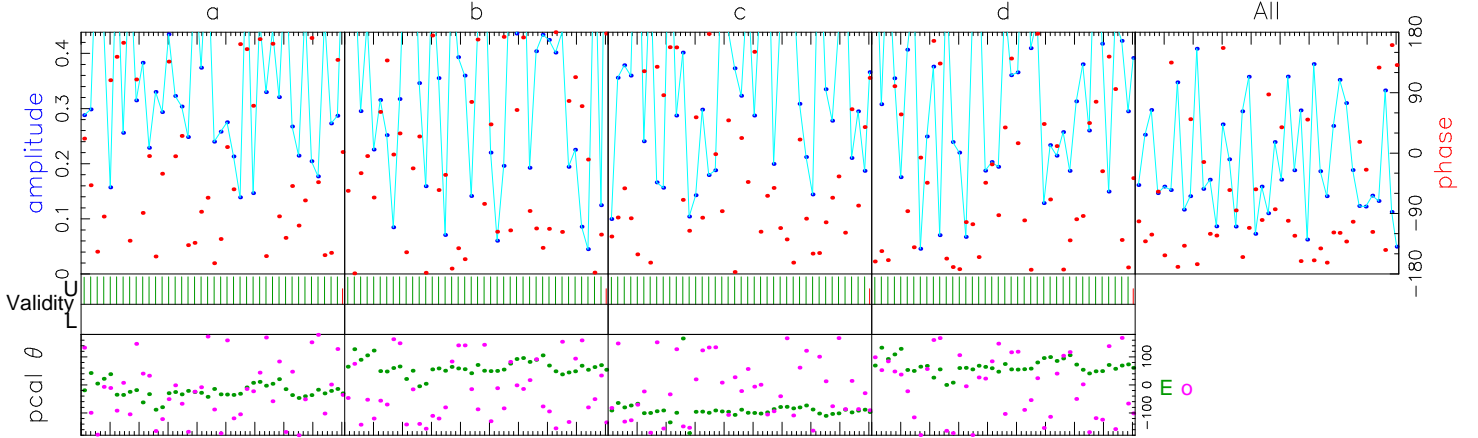 a b c d All
amplitude
0 0.1 0.2 0.3 0.4
−180 −90 0 90 180
phase
U
Validity
L
pcal θ
−100 0 100
E o